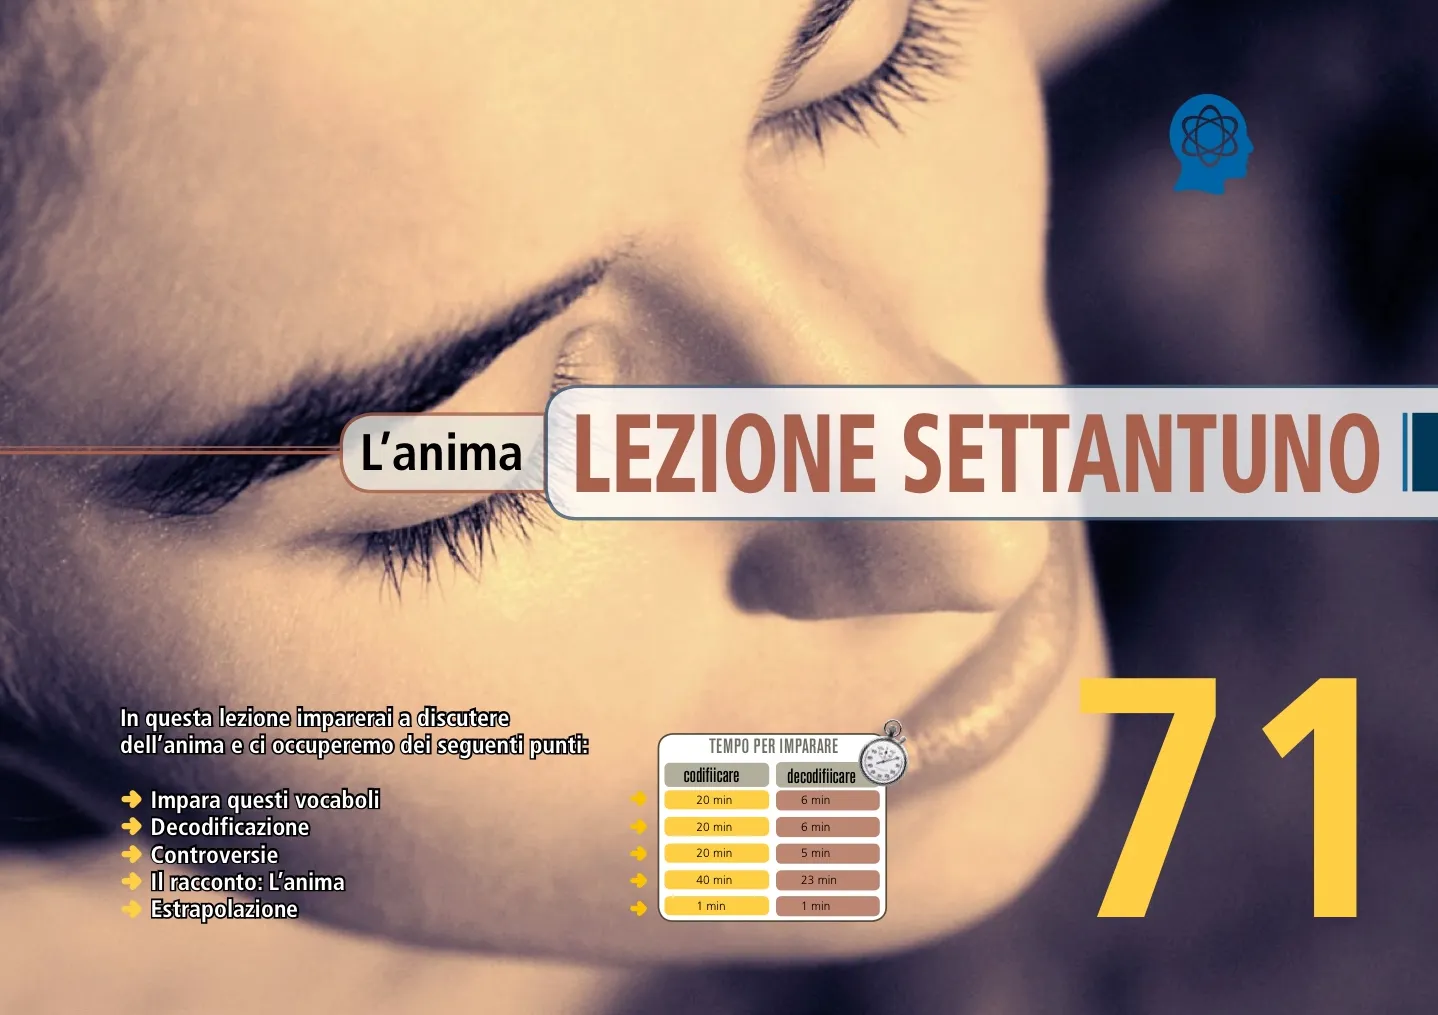 L'anima
LEZIONE SETTANTUNO
71
In questa lezione imparerai a discutere
dell'anima e ci occuperemo dei seguenti punti:
Impara questi vocaboli
Decodificazione
Controversie
Il racconto: L'anima
Estrapolazione
TEMPO PER IMPARARE
codifiicare decodifiicare
20 min 6 min
20 min 6 min
20 min 5 min
40 min 23 min
1 min 1 min